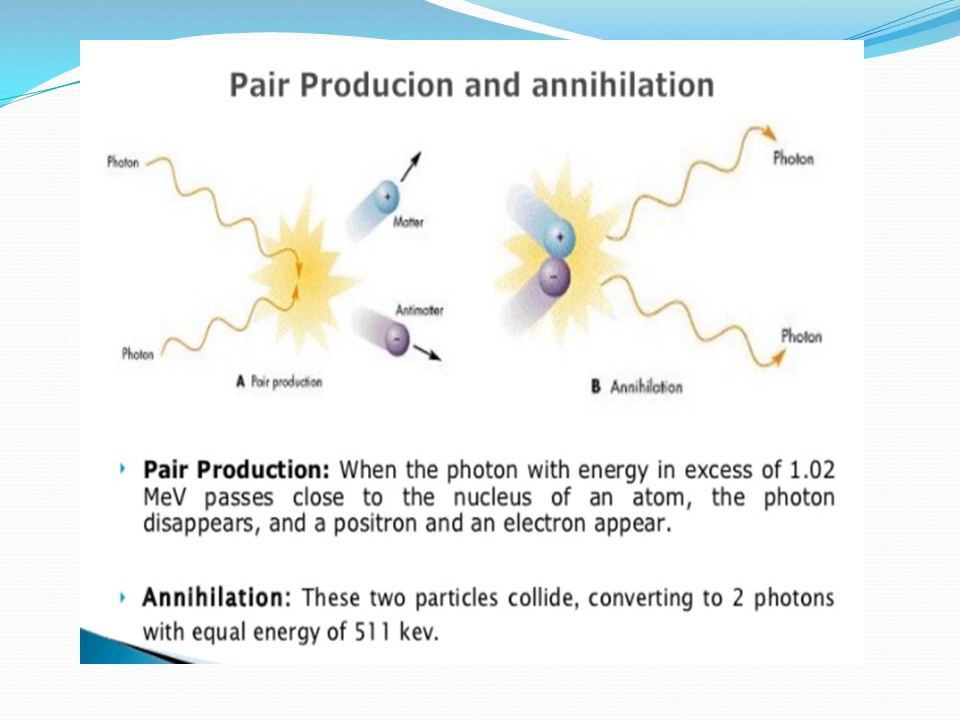 Pair Producion and annihilation
Photon
Matter
Photon
Antimatter
Photon
A Pair production
Photon
Photon
B Annihilation
Pair Production: When the photon with energy in excess of 1.02
MeV passes close to the nucleus of an atom, the photon
disappears, and a positron and an electron appear.
Annihilation: These two particles collide, converting to 2 photons
with equal energy of 511 kev.